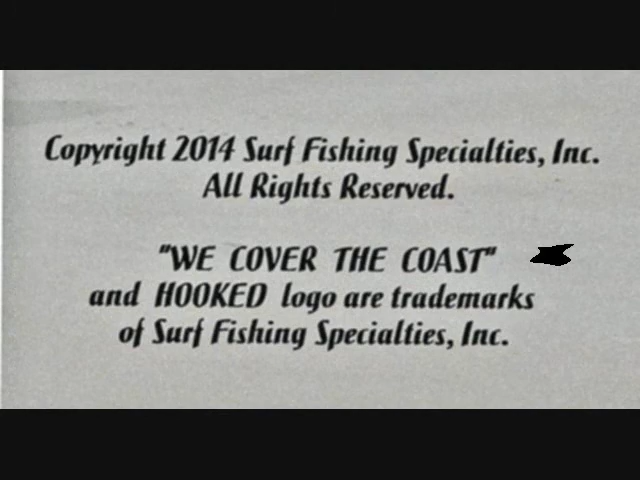 Copyright 2014 Surf Fishing Specialties, Inc.
All Rights Reserved.
"WE COVER THE COAST"
and HOOKED logo are trademarks
of Surf Fishing Specialties, Inc.